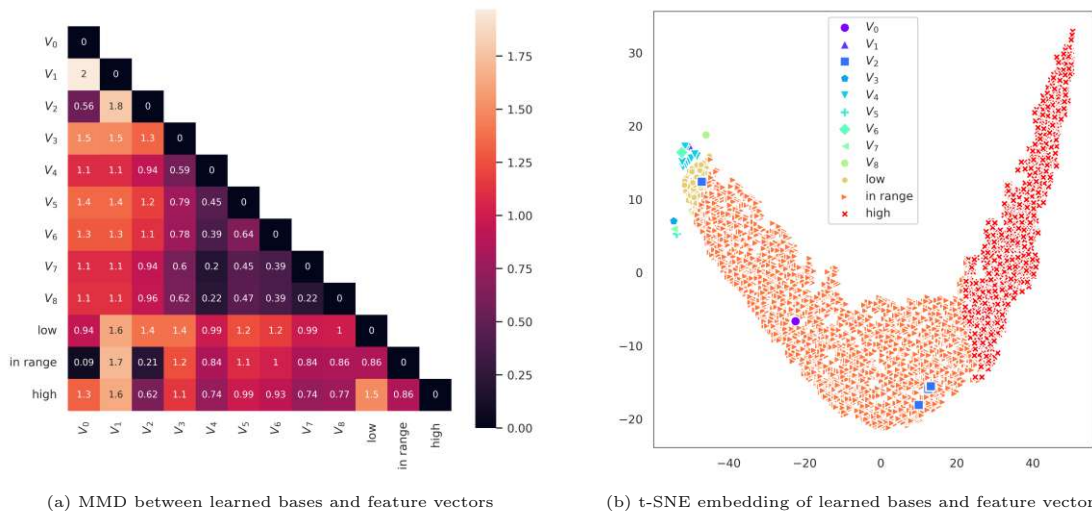 V0 0
V1 2 0
V2 0.56 1.8 0
V3 1.5 1.5 1.3 0
V4 1.1 1.1 0.94 0.59 0
V5 1.4 1.4 1.2 0.79 0.45 0
V6 1.3 1.3 1.1 0.78 0.39 0.64 0
V7 1.1 1.1 0.94 0.6 0.2 0.45 0.39 0
V8 1.1 1.1 0.96 0.62 0.22 0.47 0.39 0.22 0
low 0.94 1.6 1.4 1.4 0.99 1.2 1.2 0.99 1 0
in range 0.09 1.7 0.21 1.2 0.84 1.1 1 0.84 0.86 0.86 0
high 1.3 1.6 0.62 1.1 0.74 0.99 0.93 0.74 0.77 1.5 0.86 0
V0 V1 V2 V3 V4 V5 V6 V7 V8 low in range high
1.75
1.50
1.25
1.00
0.75
0.50
0.25
0.00
(a) MMD between learned bases and feature vectors
30
20
10
0
−10
−20
−40 −20 0 20 40
V0
V1
V2
V3
V4
V5
V6
V7
V8
low
in range
high
(b) t-SNE embedding of learned bases and feature vector